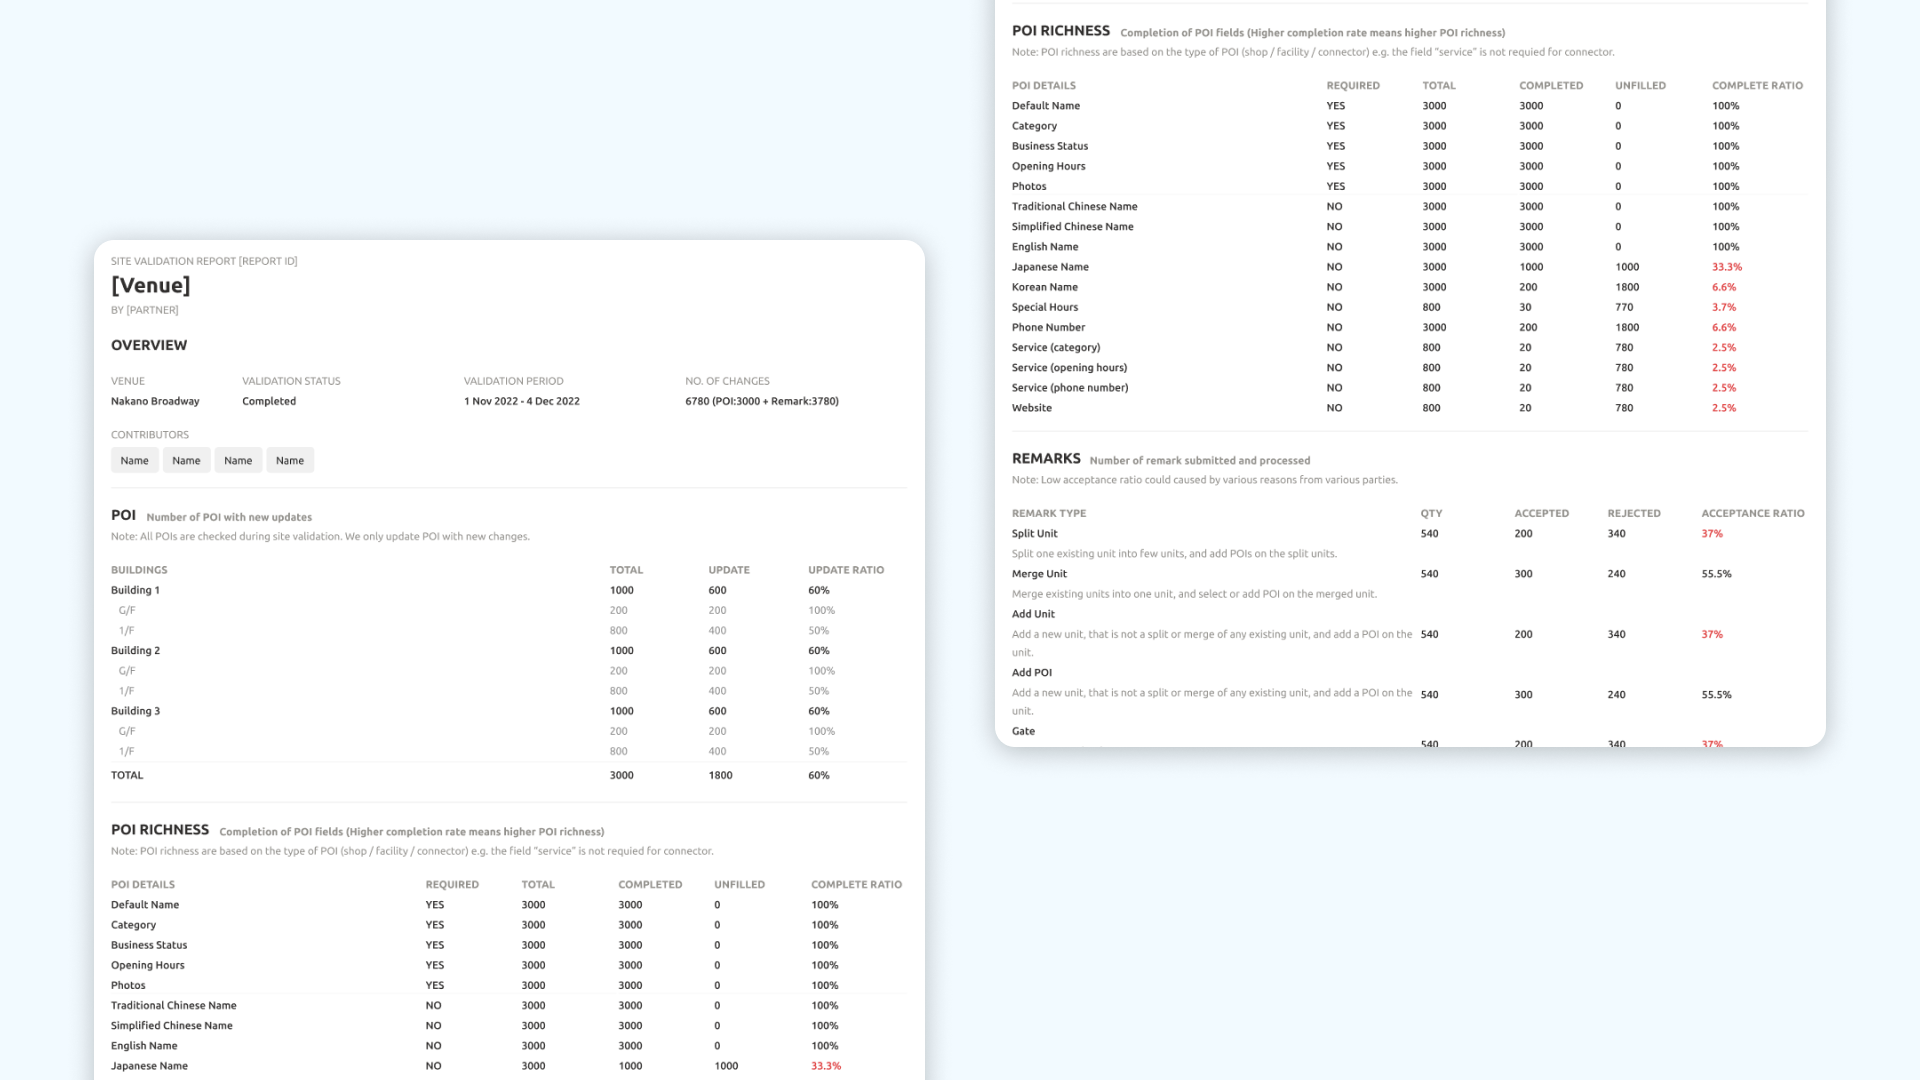 SITE VALIDATION REPORT [REPORT ID]
[Venue]
BY [PARTNER]
OVERVIEW
VENUE VALIDATION STATUS VALIDATION PERIOD NO. OF CHANGES
Nakano Broadway Completed 1 Nov 2022 - 4 Dec 2022 6780 (POI:3000 + Remark:3780)
CONTRIBUTORS
Name Name Name Name
POI Number of POI with new updates
Note: All POIs are checked during site validation. We only update POI with new changes.
BUILDINGS TOTAL UPDATE UPDATE RATIO
Building 1 1000 600 60%
G/F 200 200 100%
1/F 800 400 50%
Building 2 1000 600 60%
G/F 200 200 100%
1/F 800 400 50%
Building 3 1000 600 60%
G/F 200 200 100%
1/F 800 400 50%
TOTAL 3000 1800 60%
POI RICHNESS Completion of POI fields (Higher completion rate means higher POI richness)
Note: POI richness are based on the type of POI (shop / facility / connector) e.g. the field "service" is not requied for connector.
POI DETAILS REQUIRED TOTAL COMPLETED UNFILLED COMPLETE RATIO
Default Name YES 3000 3000 0 100%
Category YES 3000 3000 0 100%
Business Status YES 3000 3000 0 100%
Opening Hours YES 3000 3000 0 100%
Photos YES 3000 3000 0 100%
Traditional Chinese Name NO 3000 3000 0 100%
Simplified Chinese Name NO 3000 3000 0 100%
English Name NO 3000 3000 0 100%
Japanese Name NO 3000 1000 1000 33.3%
POI RICHNESS Completion of POI fields (Higher completion rate means higher POI richness)
Note: POI richness are based on the type of POI (shop / facility / connector) e.g. the field "service" is not requied for connector.
POI DETAILS REQUIRED TOTAL COMPLETED UNFILLED COMPLETE RATIO
Default Name YES 3000 3000 0 100%
Category YES 3000 3000 0 100%
Business Status YES 3000 3000 0 100%
Opening Hours YES 3000 3000 0 100%
Photos YES 3000 3000 0 100%
Traditional Chinese Name NO 3000 3000 0 100%
Simplified Chinese Name NO 3000 3000 0 100%
English Name NO 3000 3000 0 100%
Japanese Name NO 3000 1000 1000 33.3%
Korean Name NO 3000 200 1800 6.6%
Special Hours NO 800 30 770 3.7%
Phone Number NO 3000 200 1800 6.6%
Service (category) NO 800 20 780 2.5%
Service (opening hours) NO 800 20 780 2.5%
Service (phone number) NO 800 20 780 2.5%
Website NO 800 20 780 2.5%
REMARKS Number of remark submitted and processed
Note: Low acceptance ratio could caused by various reasons from various parties.
REMARK TYPE QTY ACCEPTED REJECTED ACCEPTANCE RATIO
Split Unit 540 200 340 37%
Split one existing unit into few units, and add POIs on the split units.
Merge Unit 540 300 240 55.5%
Merge existing units into one unit, and select or add POI on the merged unit.
Add Unit
Add a new unit, that is not a split or merge of any existing unit, and add a POI on the 540 200 340 37%
unit.
Add POI
Add a new unit, that is not a split or merge of any existing unit, and add a POI on the 540 300 240 55.5%
unit.
Gate
540 200 340 37%